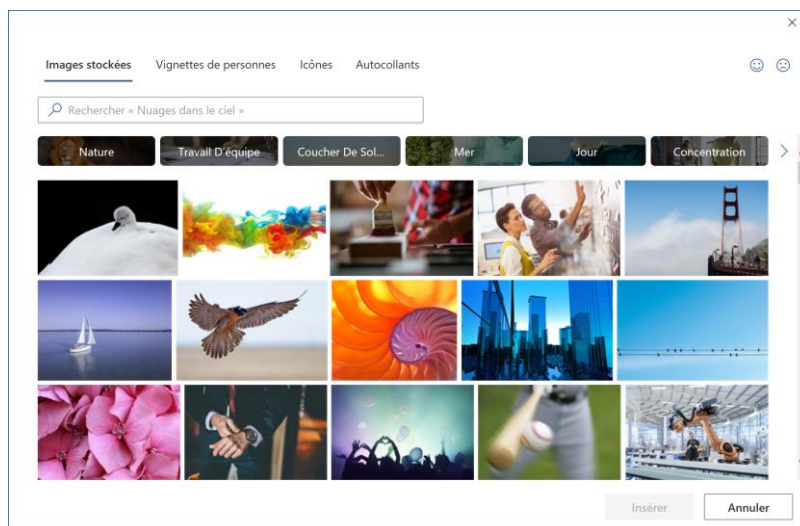 Images stockées
Vignettes de personnes
Icônes
Autocollants
Rechercher « Nuages dans le ciel »
Nature
Travail D'équipe
Coucher De Sol...
Mer
Jour
Concentration
Insérer
Annuler